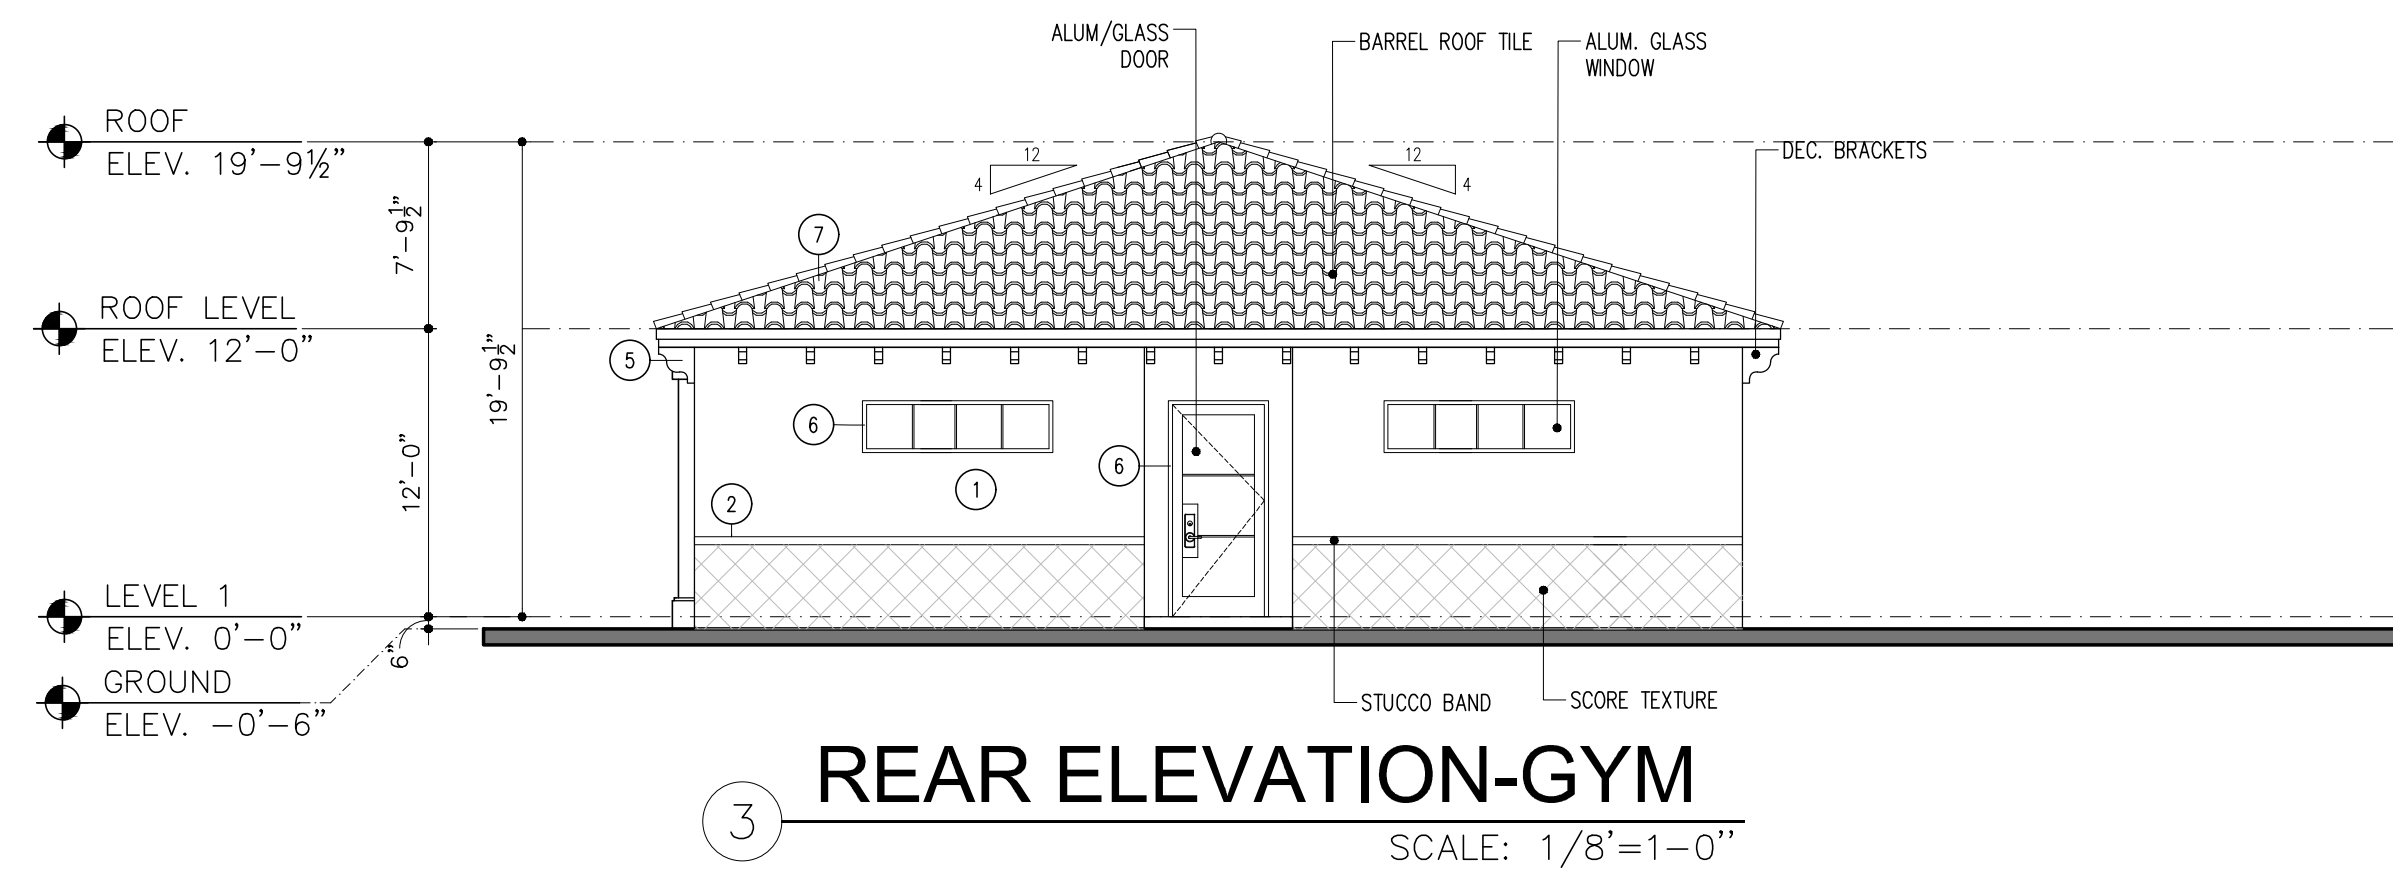 ALUM/GLASS
DOOR
BARREL ROOF TILE
ALUM. GLASS
WINDOW
ROOF
ELEV. 19'-9½"
12
4
12
4
DEC. BRACKETS
7'-9½"
7
ROOF LEVEL
ELEV. 12'-0"
5
19'-9½"
12'-0"
6
6
1
2
LEVEL 1
ELEV. 0'-0"
6"
GROUND
ELEV. -0'-6"
STUCCO BAND
SCORE TEXTURE
REAR ELEVATION-GYM
3
SCALE: 1/8'=1-0''